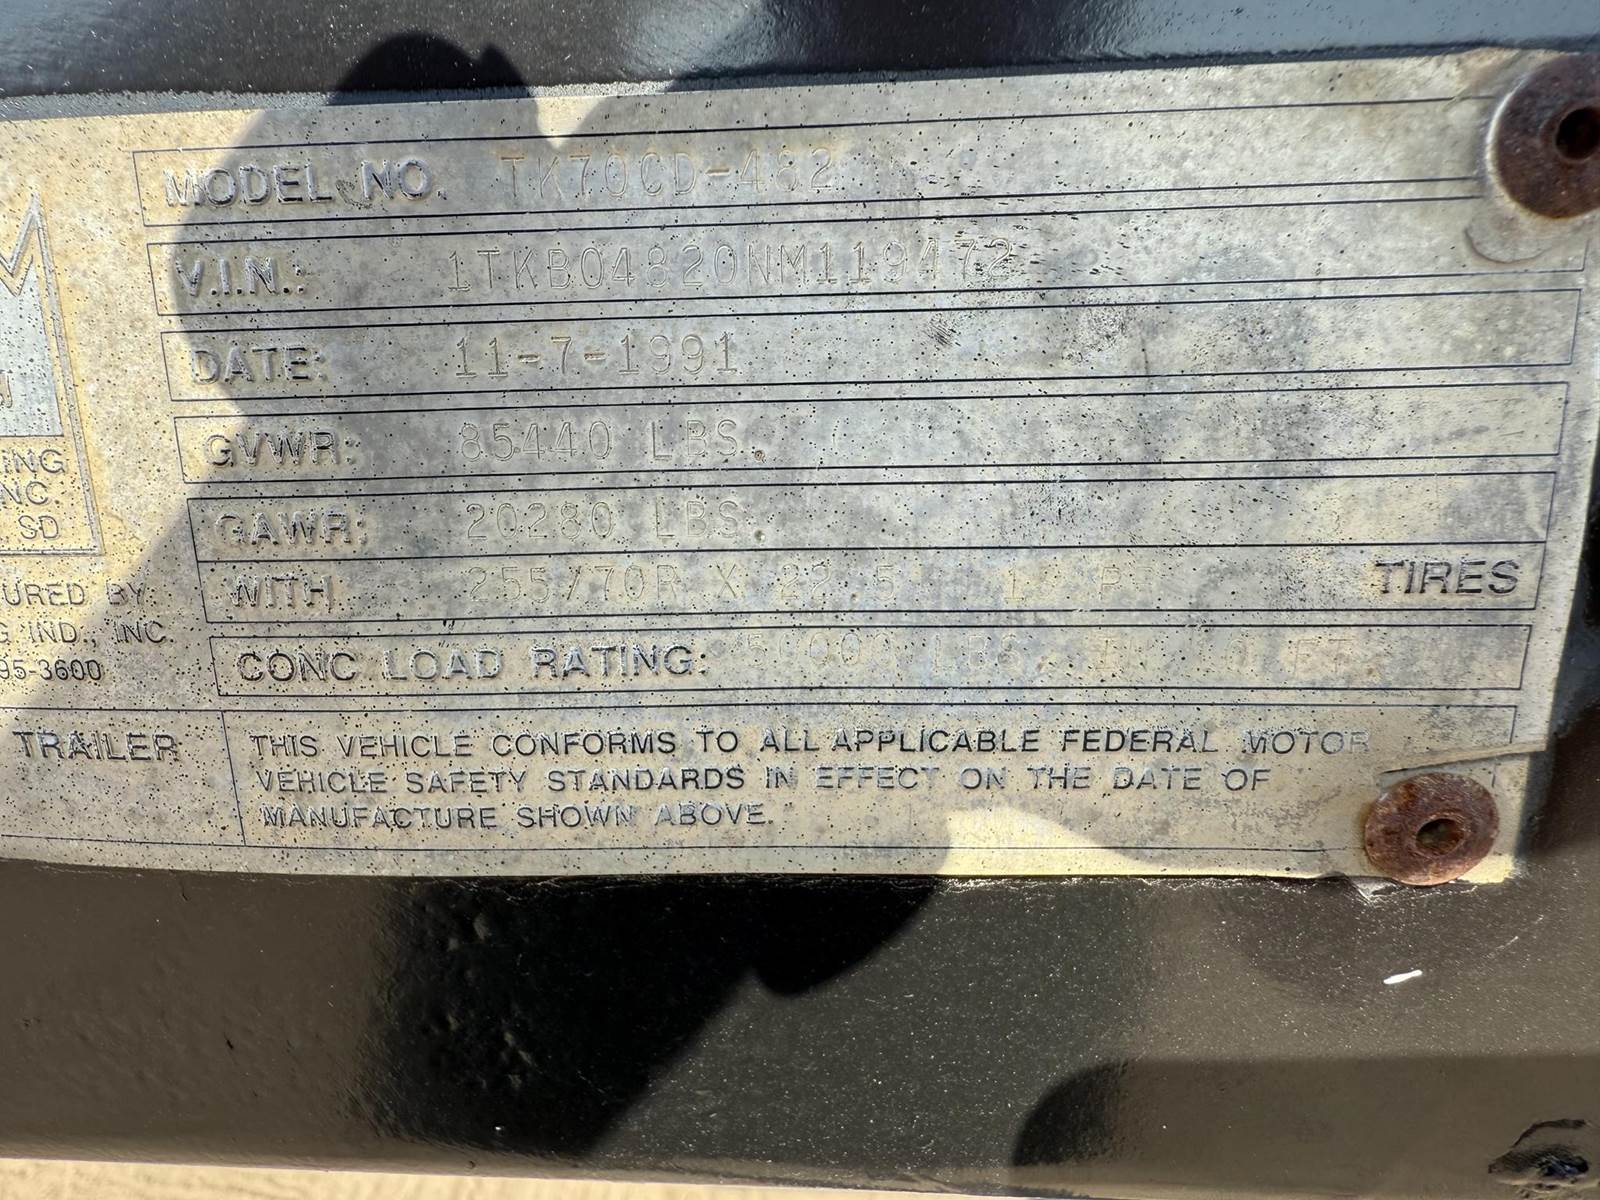 MODEL NO. TK70CD-482
V.I.N.: 1TKB04820NM119472
DATE: 11-7-1991
GVWR: 85440 LBS.
GAWR: 20280 LBS.
WITH 255/70R X 22.5 TIRES
CONC LOAD RATING: LBS. FT.
ING
NC.
SD
URED BY:
G IND., INC.
95-3600
TRAILER
THIS VEHICLE CONFORMS TO ALL APPLICABLE FEDERAL MOTOR
VEHICLE SAFETY STANDARDS IN EFFECT ON THE DATE OF
MANUFACTURE SHOWN ABOVE.